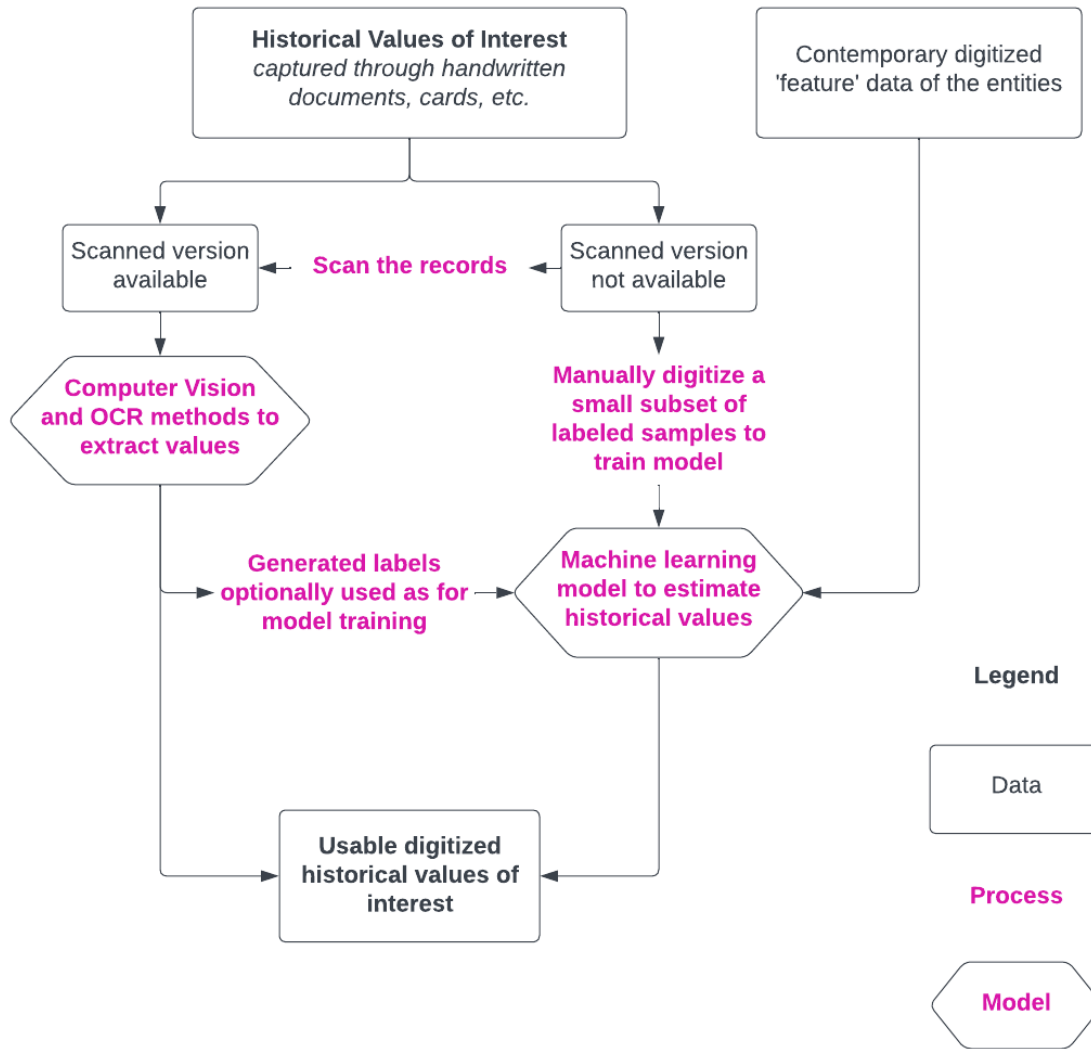 Historical Values of Interest
captured through handwritten
documents, cards, etc.
Contemporary digitized
'feature' data of the entities
Scanned version
available
Scan the records
Scanned version
not available
Computer Vision
and OCR methods to
extract values
Manually digitize a
small subset of
labeled samples to
train model
Generated labels
optionally used as for
model training
Machine learning
model to estimate
historical values
Usable digitized
historical values of
interest
Legend
Data
Process
Model